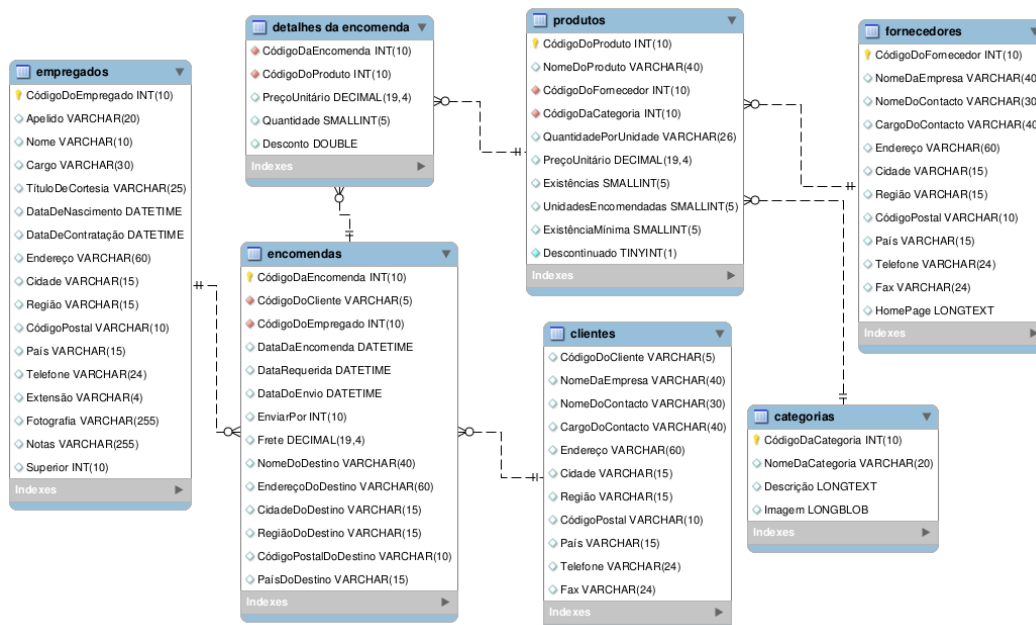 empregados
CódigoDoEmpregado INT(10)
Apelido VARCHAR(20)
Nome VARCHAR(10)
Cargo VARCHAR(30)
TítuloDeCortesia VARCHAR(25)
DataDeNascimento DATETIME
DataDeContratação DATETIME
Endereço VARCHAR(60)
Cidade VARCHAR(15)
Região VARCHAR(15)
CódigoPostal VARCHAR(10)
País VARCHAR(15)
Telefone VARCHAR(24)
Extensão VARCHAR(4)
Fotografia VARCHAR(255)
Notas VARCHAR(255)
Superior INT(10)
Indexes
detalhes da encomenda
CódigoDaEncomenda INT(10)
CódigoDoProduto INT(10)
PreçoUnitário DECIMAL(19,4)
Quantidade SMALLINT(5)
Desconto DOUBLE
Indexes
encomendas
CódigoDaEncomenda INT(10)
CódigoDoCliente VARCHAR(5)
CódigoDoEmpregado INT(10)
DataDaEncomenda DATETIME
DataRequerida DATETIME
DataDoEnvio DATETIME
EnviarPor INT(10)
Frete DECIMAL(19,4)
NomeDoDestino VARCHAR(40)
EndereçoDoDestino VARCHAR(60)
CidadeDoDestino VARCHAR(15)
RegiãoDoDestino VARCHAR(15)
CódigoPostalDoDestino VARCHAR(10)
PaísDoDestino VARCHAR(15)
Indexes
produtos
CódigoDoProduto INT(10)
NomeDoProduto VARCHAR(40)
CódigoDoFornecedor INT(10)
CódigoDaCategoria INT(10)
QuantidadePorUnidade VARCHAR(26)
PreçoUnitário DECIMAL(19,4)
Existências SMALLINT(5)
UnidadesEncomendadas SMALLINT(5)
ExistênciaMínima SMALLINT(5)
Descontinuado TINYINT(1)
Indexes
clientes
CódigoDoCliente VARCHAR(5)
NomeDaEmpresa VARCHAR(40)
NomeDoContacto VARCHAR(30)
CargoDoContacto VARCHAR(40)
Endereço VARCHAR(60)
Cidade VARCHAR(15)
Região VARCHAR(15)
CódigoPostal VARCHAR(10)
País VARCHAR(15)
Telefone VARCHAR(24)
Fax VARCHAR(24)
Indexes
fornecedores
CódigoDoFornecedor INT(10)
NomeDaEmpresa VARCHAR(40
NomeDoContacto VARCHAR(30
CargoDoContacto VARCHAR(40
Endereço VARCHAR(60)
Cidade VARCHAR(15)
Região VARCHAR(15)
CódigoPostal VARCHAR(10)
País VARCHAR(15)
Telefone VARCHAR(24)
Fax VARCHAR(24)
HomePage LONGTEXT
Indexes
categorias
CódigoDaCategoria INT(10)
NomeDaCategoria VARCHAR(20)
Descrição LONGTEXT
Imagem LONGBLOB
Indexes